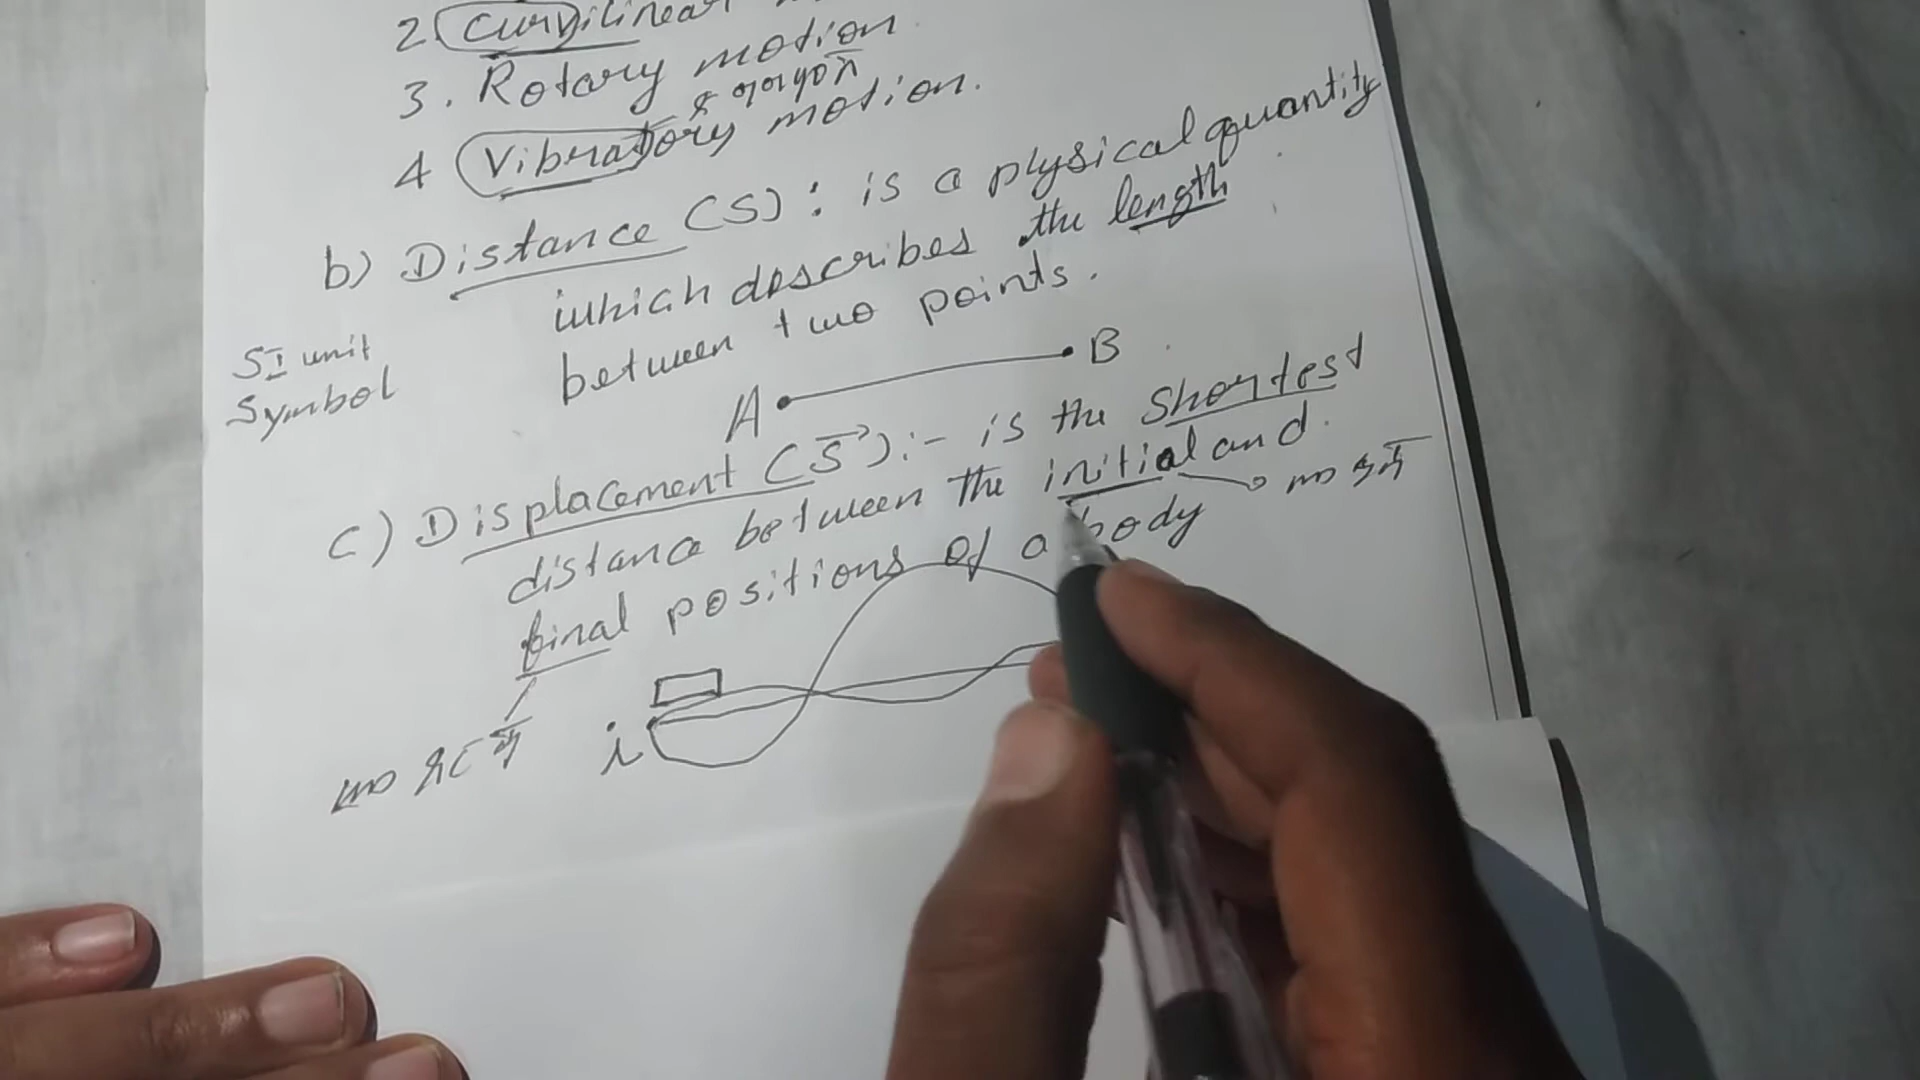 2. Curvilinear
3. Rotary motion
4 Vibratory motion.
b) Distance (S): is a physical quantity
which describes the length
between two points.
SI unit
Symbol
A B
c) Displacement (S⃗):- is the shortest
distance between the initial and
final positions of a body
i